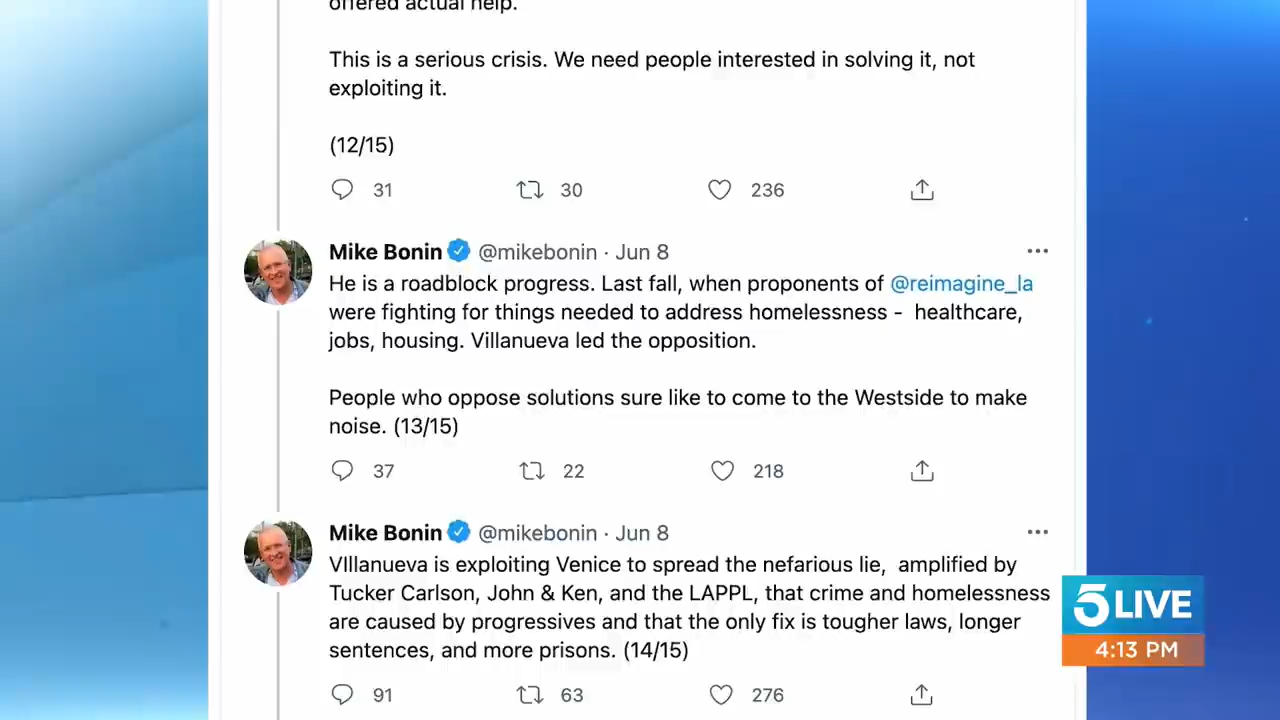 offered actual help.
This is a serious crisis. We need people interested in solving it, not
exploiting it.
(12/15)
31 30 236
Mike Bonin @mikebonin · Jun 8
He is a roadblock progress. Last fall, when proponents of @reimagine_la
were fighting for things needed to address homelessness - healthcare,
jobs, housing. Villanueva led the opposition.
People who oppose solutions sure like to come to the Westside to make
noise. (13/15)
37 22 218
Mike Bonin @mikebonin · Jun 8
VIllanueva is exploiting Venice to spread the nefarious lie, amplified by
Tucker Carlson, John & Ken, and the LAPPL, that crime and homelessness
are caused by progressives and that the only fix is tougher laws, longer
sentences, and more prisons. (14/15)
91 63 276
5 LIVE
4:13 PM